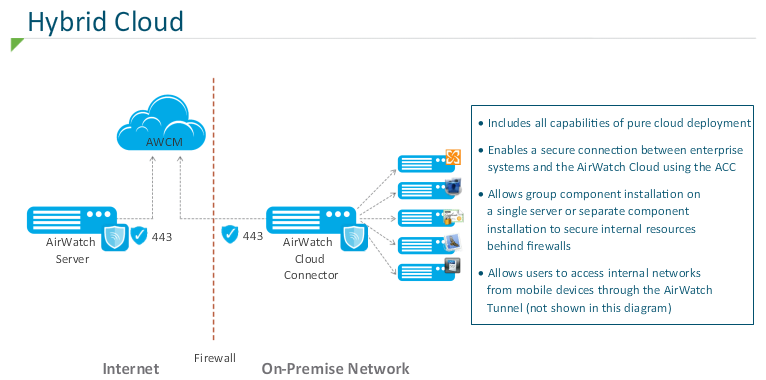 Hybrid Cloud
AWCM
AirWatch
Server
443
443
AirWatch
Cloud
Connector
Firewall
Internet
On-Premise Network
• Includes all capabilities of pure cloud deployment
• Enables a secure connection between enterprise
systems and the AirWatch Cloud using the ACC
• Allows group component installation on
a single server or separate component
installation to secure internal resources
behind firewalls
• Allows users to access internal networks
from mobile devices through the AirWatch
Tunnel (not shown in this diagram)